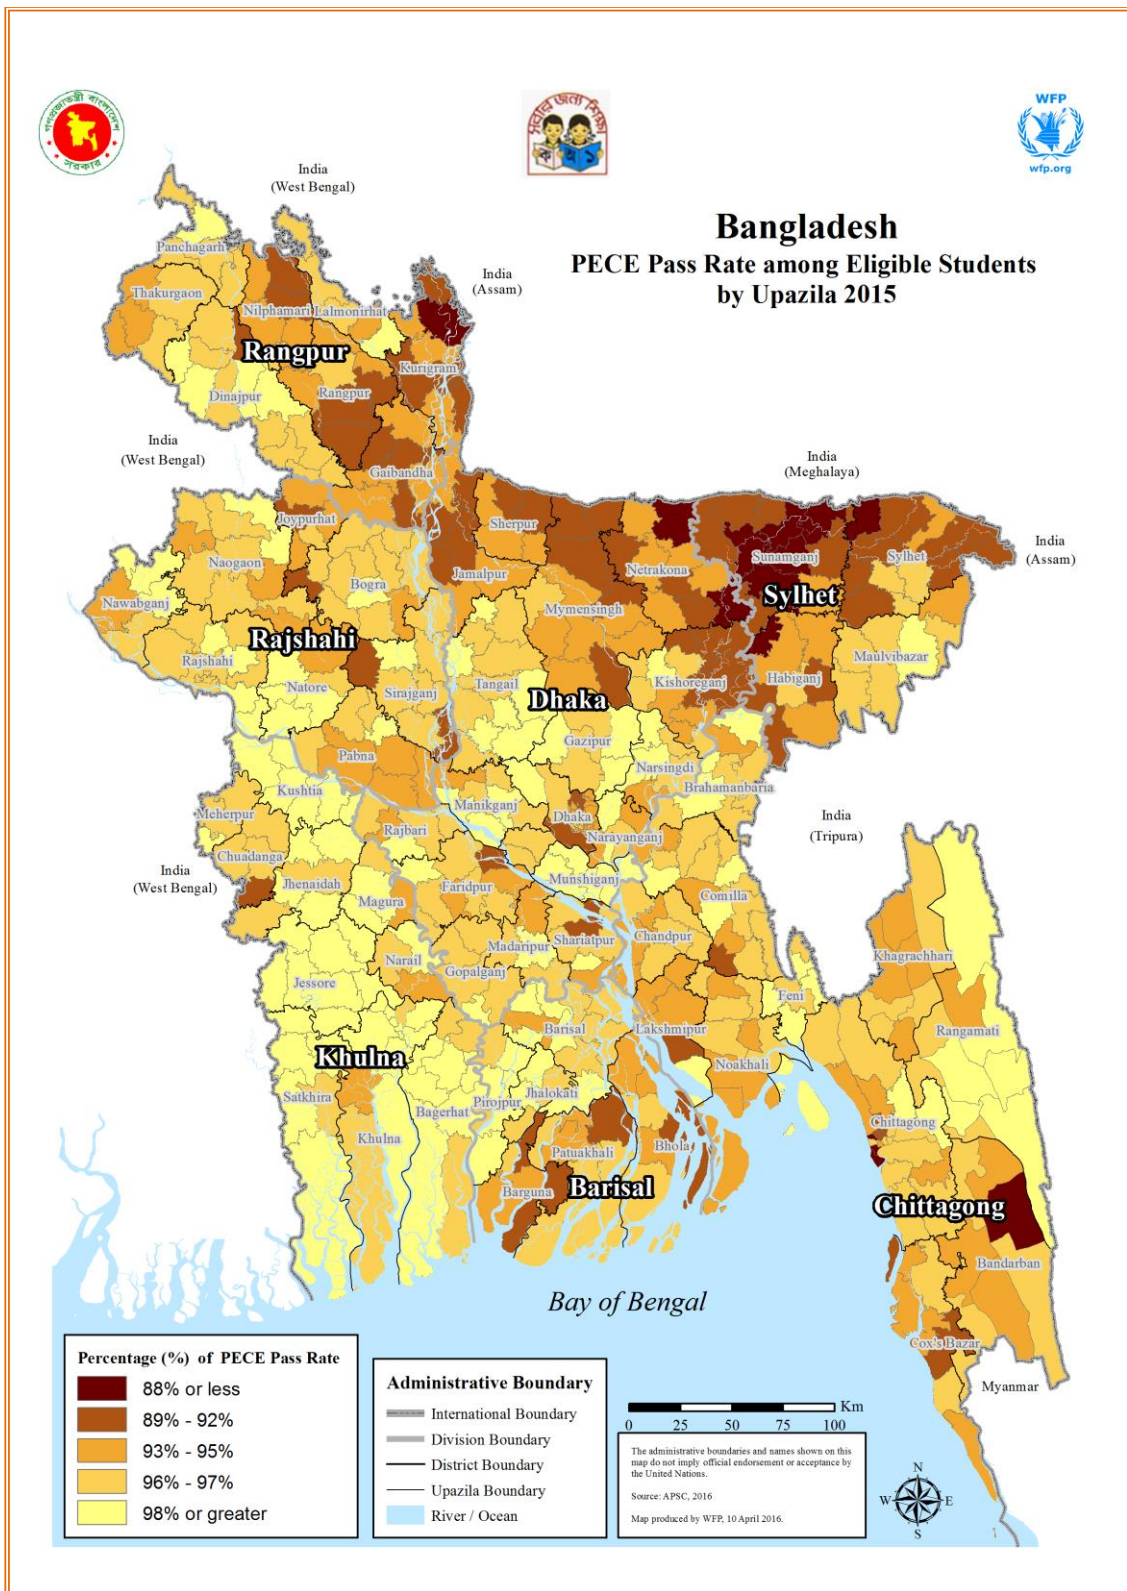 গণপ্রজাতন্ত্রী বাংলাদেশ
সরকার
সবার জন্য শিক্ষা
ক
অ
১
WFP
wfp.org
Bangladesh
PECE Pass Rate among Eligible Students
by Upazila 2015
India
(West Bengal)
India
(Assam)
Panchagarh
Thakurgaon
Nilphamari
Lalmonirhat
Rangpur
Kurigram
Dinajpur
Rangpur
India
(West Bengal)
Gaibandha
India
(Meghalaya)
Joypurhat
Sherpur
Sunamganj
Sylhet
India
(Assam)
Naogaon
Bogra
Jamalpur
Netrakona
Sylhet
Nawabganj
Mymensingh
Rajshahi
Rajshahi
Maulvibazar
Natore
Sirajganj
Tangail
Kishoreganj
Habiganj
Dhaka
Pabna
Gazipur
Narsingdi
Kushtia
Brahamanbaria
Meherpur
Manikganj
Dhaka
India
(Tripura)
Rajbari
Narayanganj
Chuadanga
India
(West Bengal)
Jhenaidah
Magura
Faridpur
Munshiganj
Comilla
Narail
Madaripur
Shariatpur
Chandpur
Khagrachhari
Jessore
Gopalganj
Feni
Barisal
Lakshmipur
Rangamati
Khulna
Noakhali
Satkhira
Bagerhat
Pirojpur
Jhalokati
Chittagong
Khulna
Patuakhali
Bhola
Barguna
Barisal
Chittagong
Bandarban
Bay of Bengal
Cox's Bazar
Myanmar
Percentage (%) of PECE Pass Rate
88% or less
89% - 92%
93% - 95%
96% - 97%
98% or greater
Administrative Boundary
International Boundary
Division Boundary
District Boundary
Upazila Boundary
River / Ocean
Km
0 25 50 75 100
The administrative boundaries and names shown on this
map do not imply official endorsement or acceptance by
the United Nations.
Source: APSC, 2016
Map produced by WFP, 10 April 2016.
N
W E
S